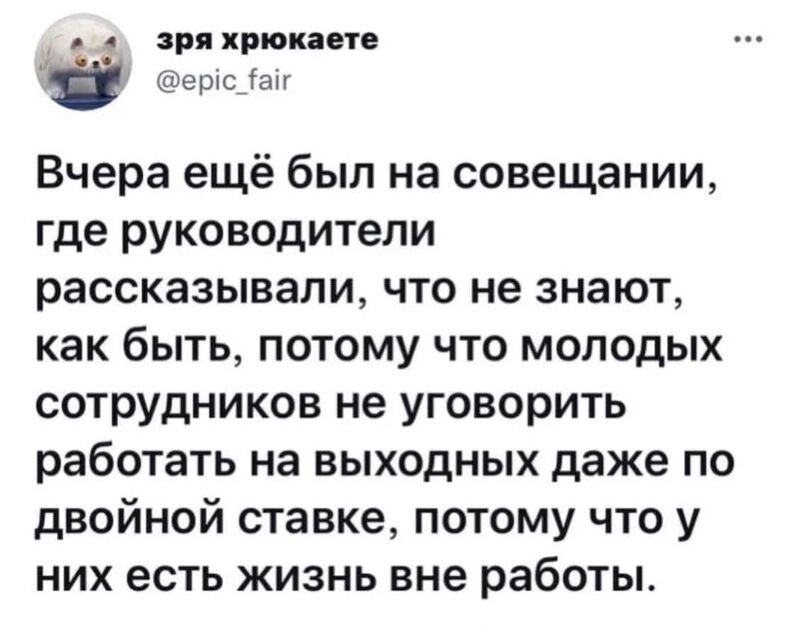 зря хрюкаете
@epic_fair
Вчера ещё был на совещании,
где руководители
рассказывали, что не знают,
как быть, потому что молодых
сотрудников не уговорить
работать на выходных даже по
двойной ставке, потому что у
них есть жизнь вне работы.